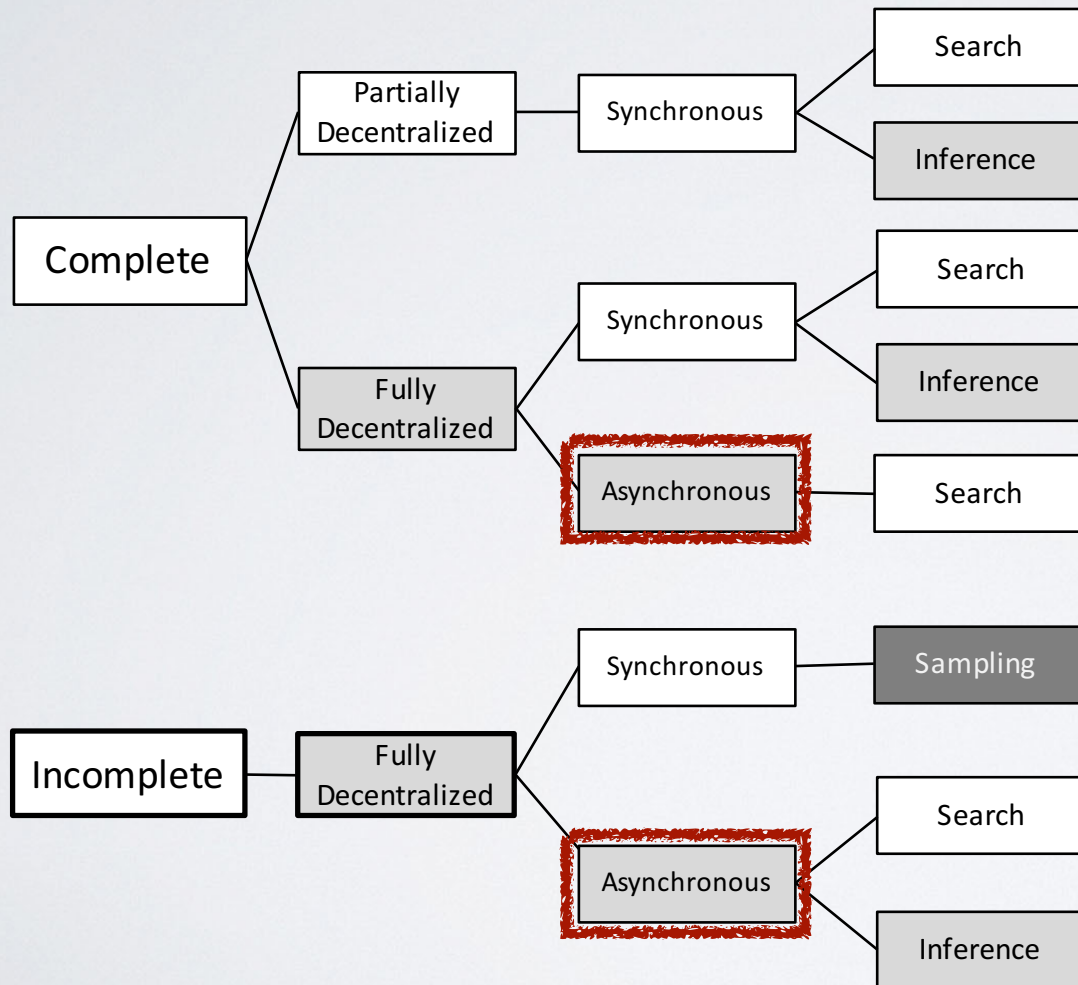 Search
Partially
Decentralized
Synchronous
Inference
Complete
Search
Synchronous
Inference
Fully
Decentralized
Asynchronous
Search
Synchronous
Sampling
Incomplete
Fully
Decentralized
Search
Asynchronous
Inference